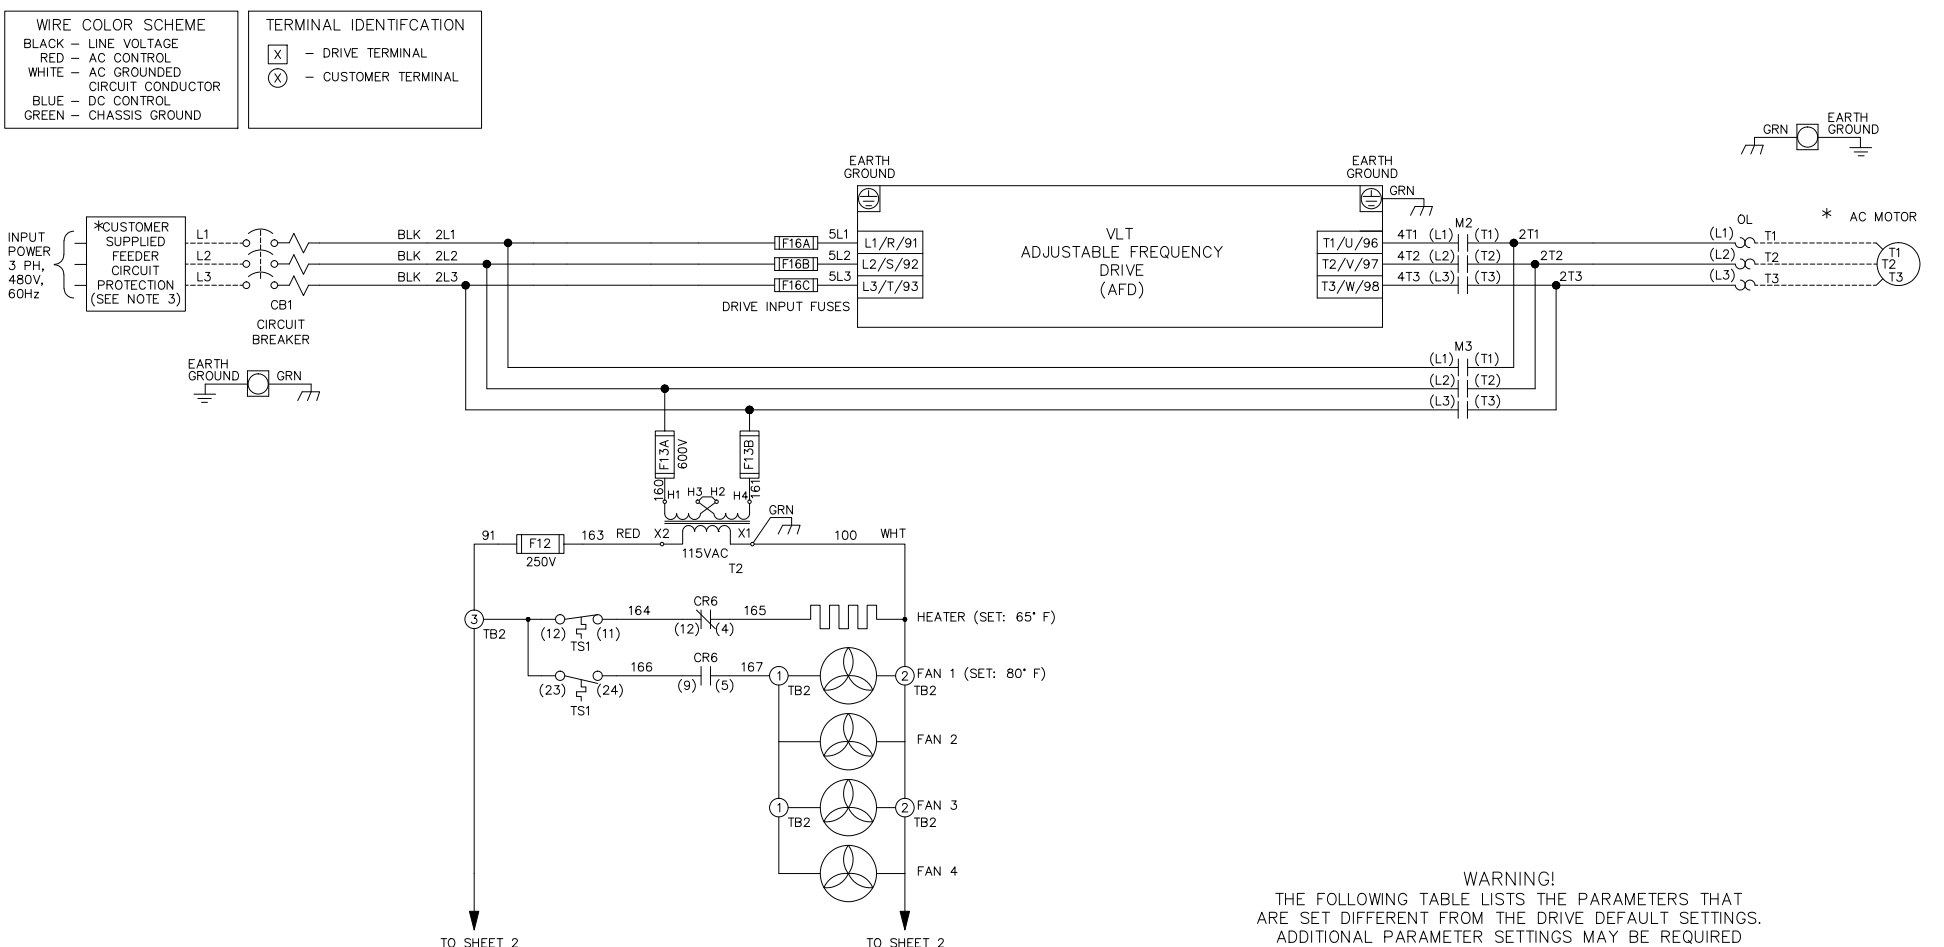 WIRE COLOR SCHEME
BLACK – LINE VOLTAGE
RED – AC CONTROL
WHITE – AC GROUNDED
CIRCUIT CONDUCTOR
BLUE – DC CONTROL
GREEN – CHASSIS GROUND
TERMINAL IDENTIFCATION
X – DRIVE TERMINAL
X – CUSTOMER TERMINAL
GRN
EARTH
GROUND
INPUT
POWER
3 PH,
480V,
60Hz
*CUSTOMER
SUPPLIED
FEEDER
CIRCUIT
PROTECTION
(SEE NOTE 3)
L1
L2
L3
CB1
CIRCUIT
BREAKER
EARTH
GROUND
GRN
BLK 2L1
BLK 2L2
BLK 2L3
F16A 5L1
F16B 5L2
F16C 5L3
DRIVE INPUT FUSES
EARTH
GROUND
L1/R/91
L2/S/92
L3/T/93
VLT
ADJUSTABLE FREQUENCY
DRIVE
(AFD)
EARTH
GROUND
GRN
T1/U/96
T2/V/97
T3/W/98
M2
4T1 (L1) (T1) 2T1
4T2 (L2) (T2) 2T2
4T3 (L3) (T3) 2T3
OL
(L1) T1
(L2) T2
(L3) T3
* AC MOTOR
T1
T2
T3
M3
(L1) (T1)
(L2) (T2)
(L3) (T3)
F13A
600V
F13B
160
161
H1 H3 H2 H4
GRN
91 F12 163 RED X2 X1 100 WHT
250V
115VAC
T2
3
TB2
(12) (11)
TS1
164
CR6
(12) (4)
165
HEATER (SET: 65° F)
(23) (24)
TS1
166
CR6
(9) (5)
167
1
TB2
2
TB2
FAN 1 (SET: 80° F)
FAN 2
1
TB2
2
TB2
FAN 3
FAN 4
TO SHEET 2
TO SHEET 2
WARNING!
THE FOLLOWING TABLE LISTS THE PARAMETERS THAT
ARE SET DIFFERENT FROM THE DRIVE DEFAULT SETTINGS.
ADDITIONAL PARAMETER SETTINGS MAY BE REQUIRED